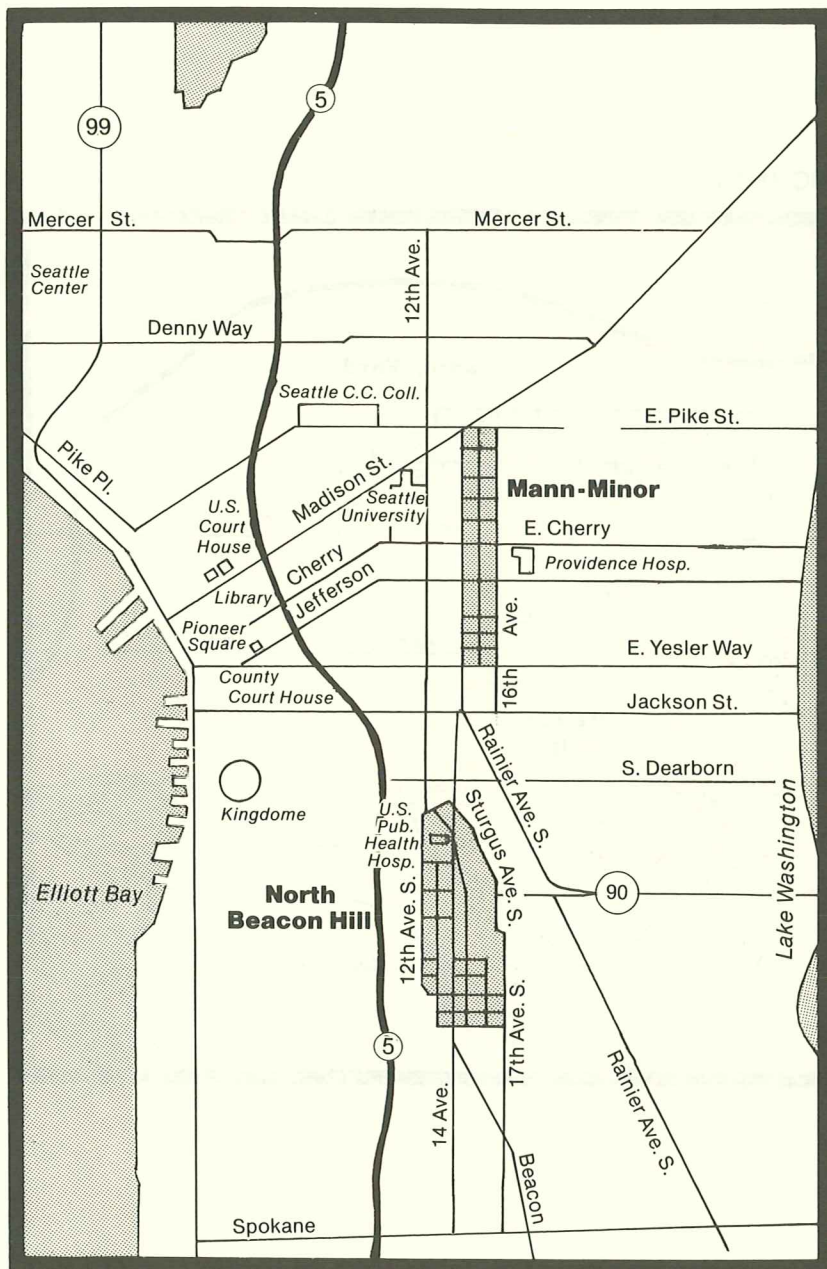 5
99
Mercer St.
Mercer St.
12th Ave.
Seattle
Center
Denny Way
Seattle C.C. Coll.
E. Pike St.
Pike Pl.
Madison St.
Mann-Minor
Seattle
University
U.S.
Court
House
E. Cherry
Cherry
Providence Hosp.
Library
Jefferson
Pioneer
Square
16th Ave.
E. Yesler Way
County
Court House
Jackson St.
Rainier Ave. S.
S. Dearborn
Kingdome
U.S.
Pub.
Health
Hosp.
Sturgus Ave. S.
Lake Washington
Elliott Bay
North
Beacon Hill
12th Ave. S.
90
17th Ave. S.
5
14 Ave.
Rainier Ave. S.
Beacon
Spokane